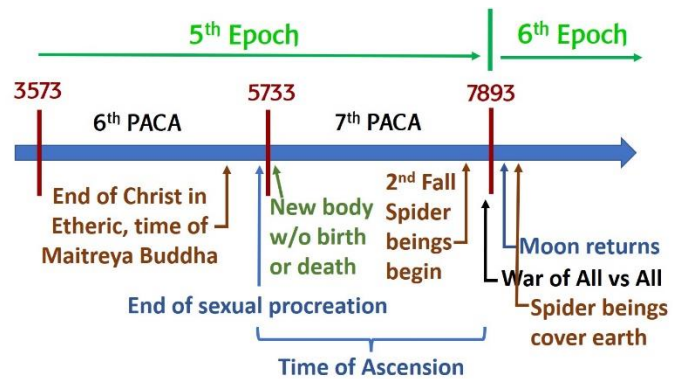 5th Epoch
6th Epoch
3573
5733
7893
6th PACA
7th PACA
End of Christ in
Etheric, time of
Maitreya Buddha
New body
w/o birth
or death
2nd Fall
Spider
beings
begin
Moon returns
War of All vs All
Spider beings
cover earth
End of sexual procreation
Time of Ascension